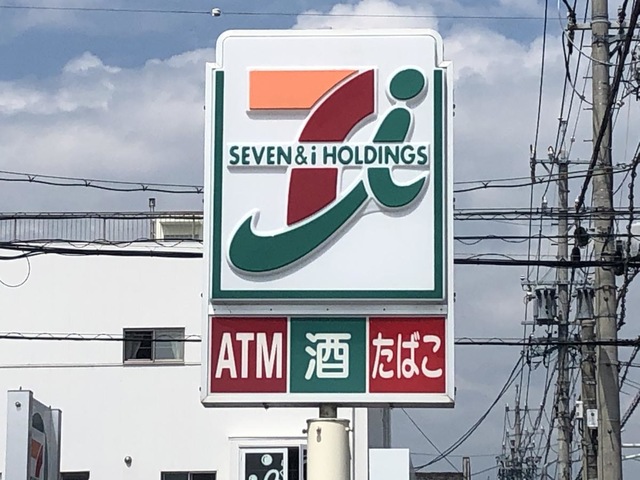 SEVEN & i HOLDINGS
ATM 酒 たばこ